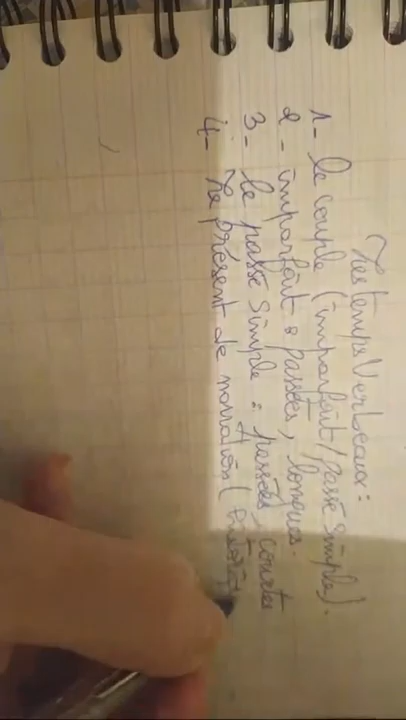 Les temps Verbeaux :
1- le couple (imparfait/passé simple).
2 - imparfait : passées, longues.
3- le passé simple : passées, courtes
4- Le présent de narration (